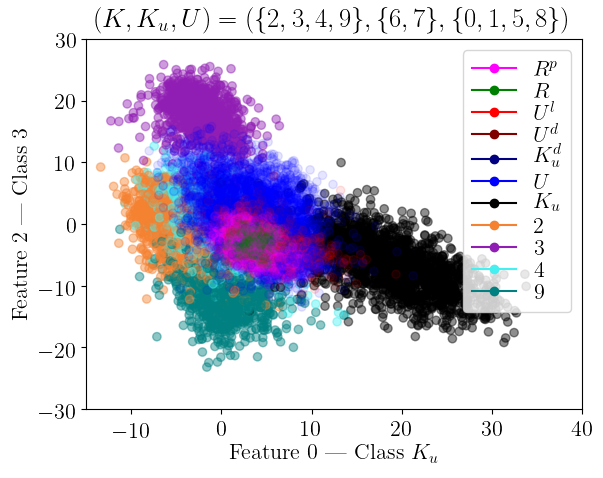 (K, K_u, U) = ({2, 3, 4, 9}, {6, 7}, {0, 1, 5, 8})
30
20
10
0
−10
−20
−30
Feature 2 — Class 3
−10
0
10
20
30
40
Feature 0 — Class K_u
R^p
R
U^l
U^d
K_u^d
U
K_u
2
3
4
9